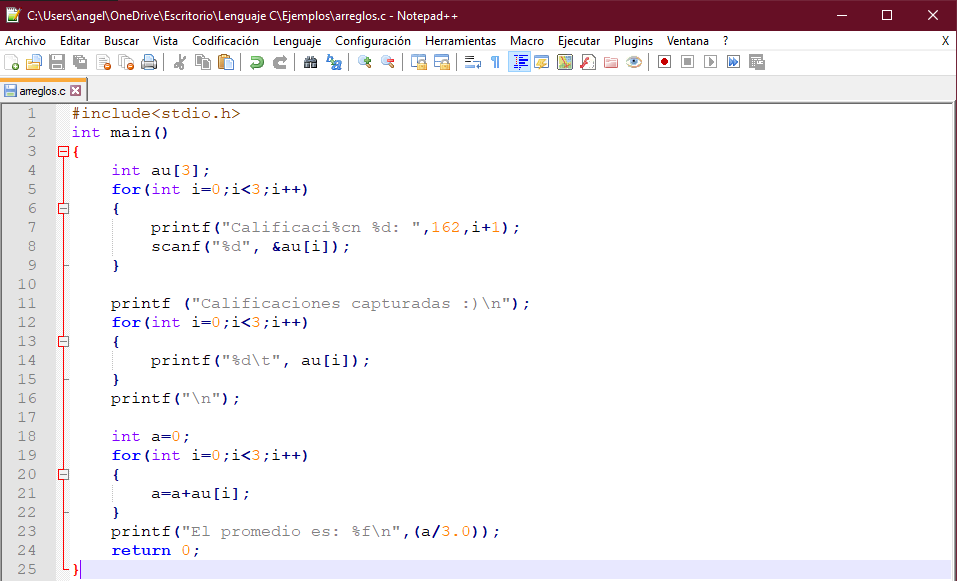 C:\Users\angel\OneDrive\Escritorio\Lenguaje C\Ejemplos\arreglos.c - Notepad++
Archivo Editar Buscar Vista Codificación Lenguaje Configuración Herramientas Macro Ejecutar Plugins Ventana ? X
arreglos.c
1 #include<stdio.h>
2 int main()
3 {
4     int au[3];
5     for(int i=0;i<3;i++)
6     {
7         printf("Calificaci%cn %d: ",162,i+1);
8         scanf("%d", &au[i]);
9     }
10
11     printf ("Calificaciones capturadas :)\n");
12     for(int i=0;i<3;i++)
13     {
14         printf("%d\t", au[i]);
15     }
16     printf("\n");
17
18     int a=0;
19     for(int i=0;i<3;i++)
20     {
21         a=a+au[i];
22     }
23     printf("El promedio es: %f\n",(a/3.0));
24     return 0;
25 }